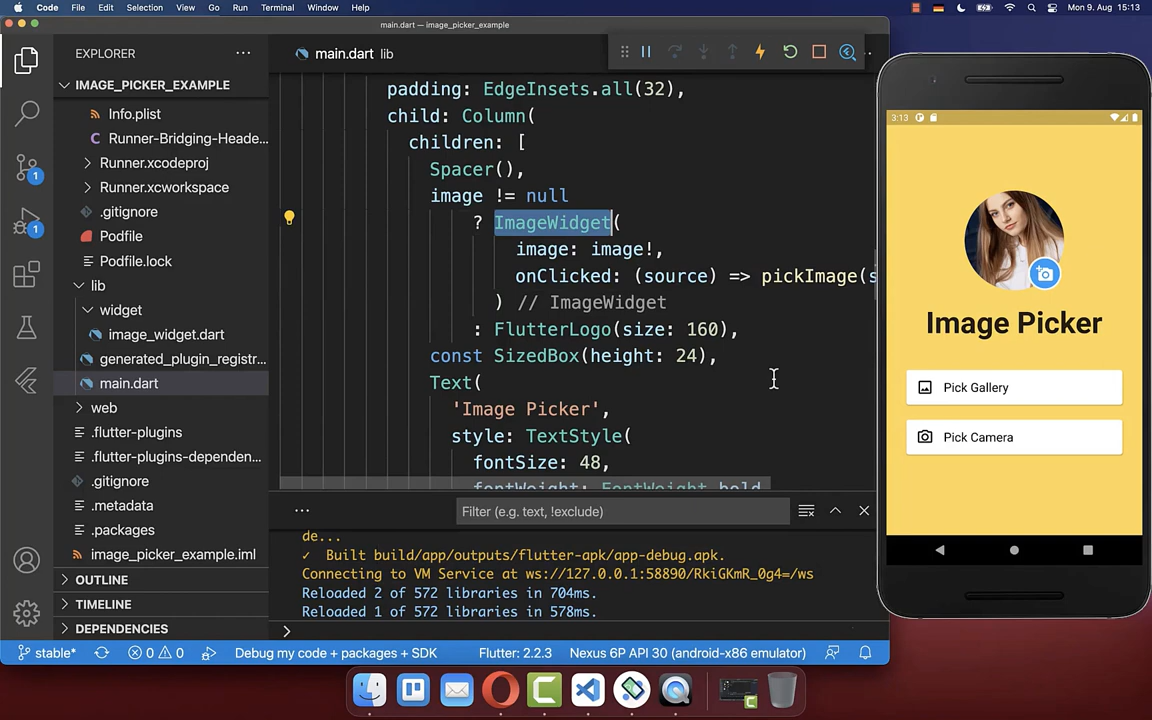 Code File Edit Selection View Go Run Terminal Window Help Mon 9. Aug 15:13
main.dart — image_picker_example
EXPLORER
IMAGE_PICKER_EXAMPLE
Info.plist
C Runner-Bridging-Heade...
Runner.xcodeproj
Runner.xcworkspace
.gitignore
Podfile
Podfile.lock
lib
widget
image_widget.dart
generated_plugin_registr...
main.dart
web
.flutter-plugins
.flutter-plugins-dependen...
.gitignore
.metadata
.packages
image_picker_example.iml
OUTLINE
TIMELINE
DEPENDENCIES
1
1
main.dart lib
padding: EdgeInsets.all(32),
child: Column(
children: [
Spacer(),
image != null
? ImageWidget(
image: image!,
onClicked: (source) => pickImage(s
) // ImageWidget
: FlutterLogo(size: 160),
const SizedBox(height: 24),
Text(
'Image Picker',
style: TextStyle(
fontSize: 48,
fontWeight: FontWeight.bold
Filter (e.g. text, !exclude)
de...
✓ Built build/app/outputs/flutter-apk/app-debug.apk.
Connecting to VM Service at ws://127.0.0.1:58890/RkiGKmR_0g4=/ws
Reloaded 2 of 572 libraries in 704ms.
Reloaded 1 of 572 libraries in 578ms.
stable* 0 0 Debug my code + packages + SDK Flutter: 2.2.3 Nexus 6P API 30 (android-x86 emulator)
3:13
Image Picker
Pick Gallery
Pick Camera